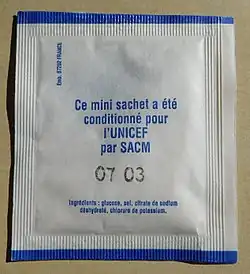 Ce mini sachet a été
conditionné pour
l'UNICEF
par SACM
07 03
Ingrédients : glucose, sel, citrate de sodium
déshydraté, chlorure de potassium.
FRANCE